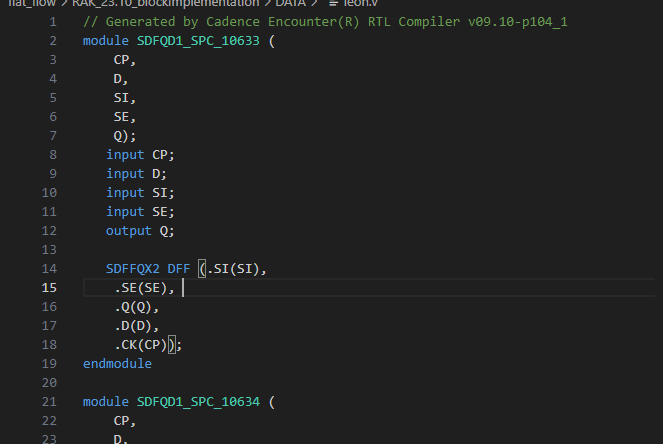 flat_flow > RAK_23.10_blockImplementation > DATA > leon.v
1 // Generated by Cadence Encounter(R) RTL Compiler v09.10-p104_1
2 module SDFQD1_SPC_10633 (
3 CP,
4 D,
5 SI,
6 SE,
7 Q);
8 input CP;
9 input D;
10 input SI;
11 input SE;
12 output Q;
13
14 SDFFQX2 DFF (.SI(SI),
15 .SE(SE),
16 .Q(Q),
17 .D(D),
18 .CK(CP));
19 endmodule
20
21 module SDFQD1_SPC_10634 (
22 CP,
23 D,